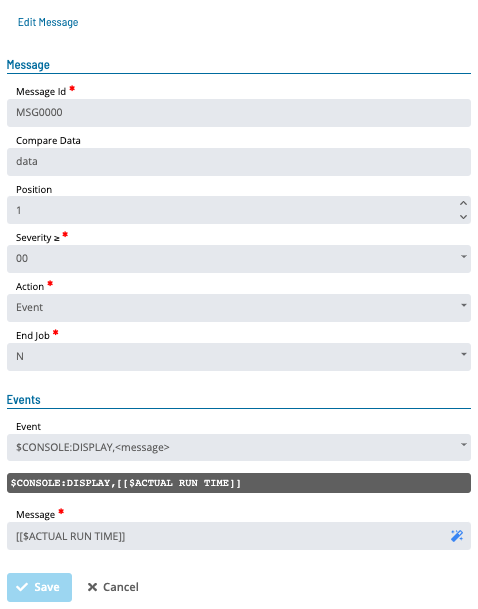 Edit Message
Message
Message Id *
MSG0000
Compare Data
data
Position
1
Severity ≥ *
00
Action *
Event
End Job *
N
Events
Event
$CONSOLE:DISPLAY,<message>
$CONSOLE:DISPLAY,[[$ACTUAL RUN TIME]]
Message *
[[$ACTUAL RUN TIME]]
Save Cancel